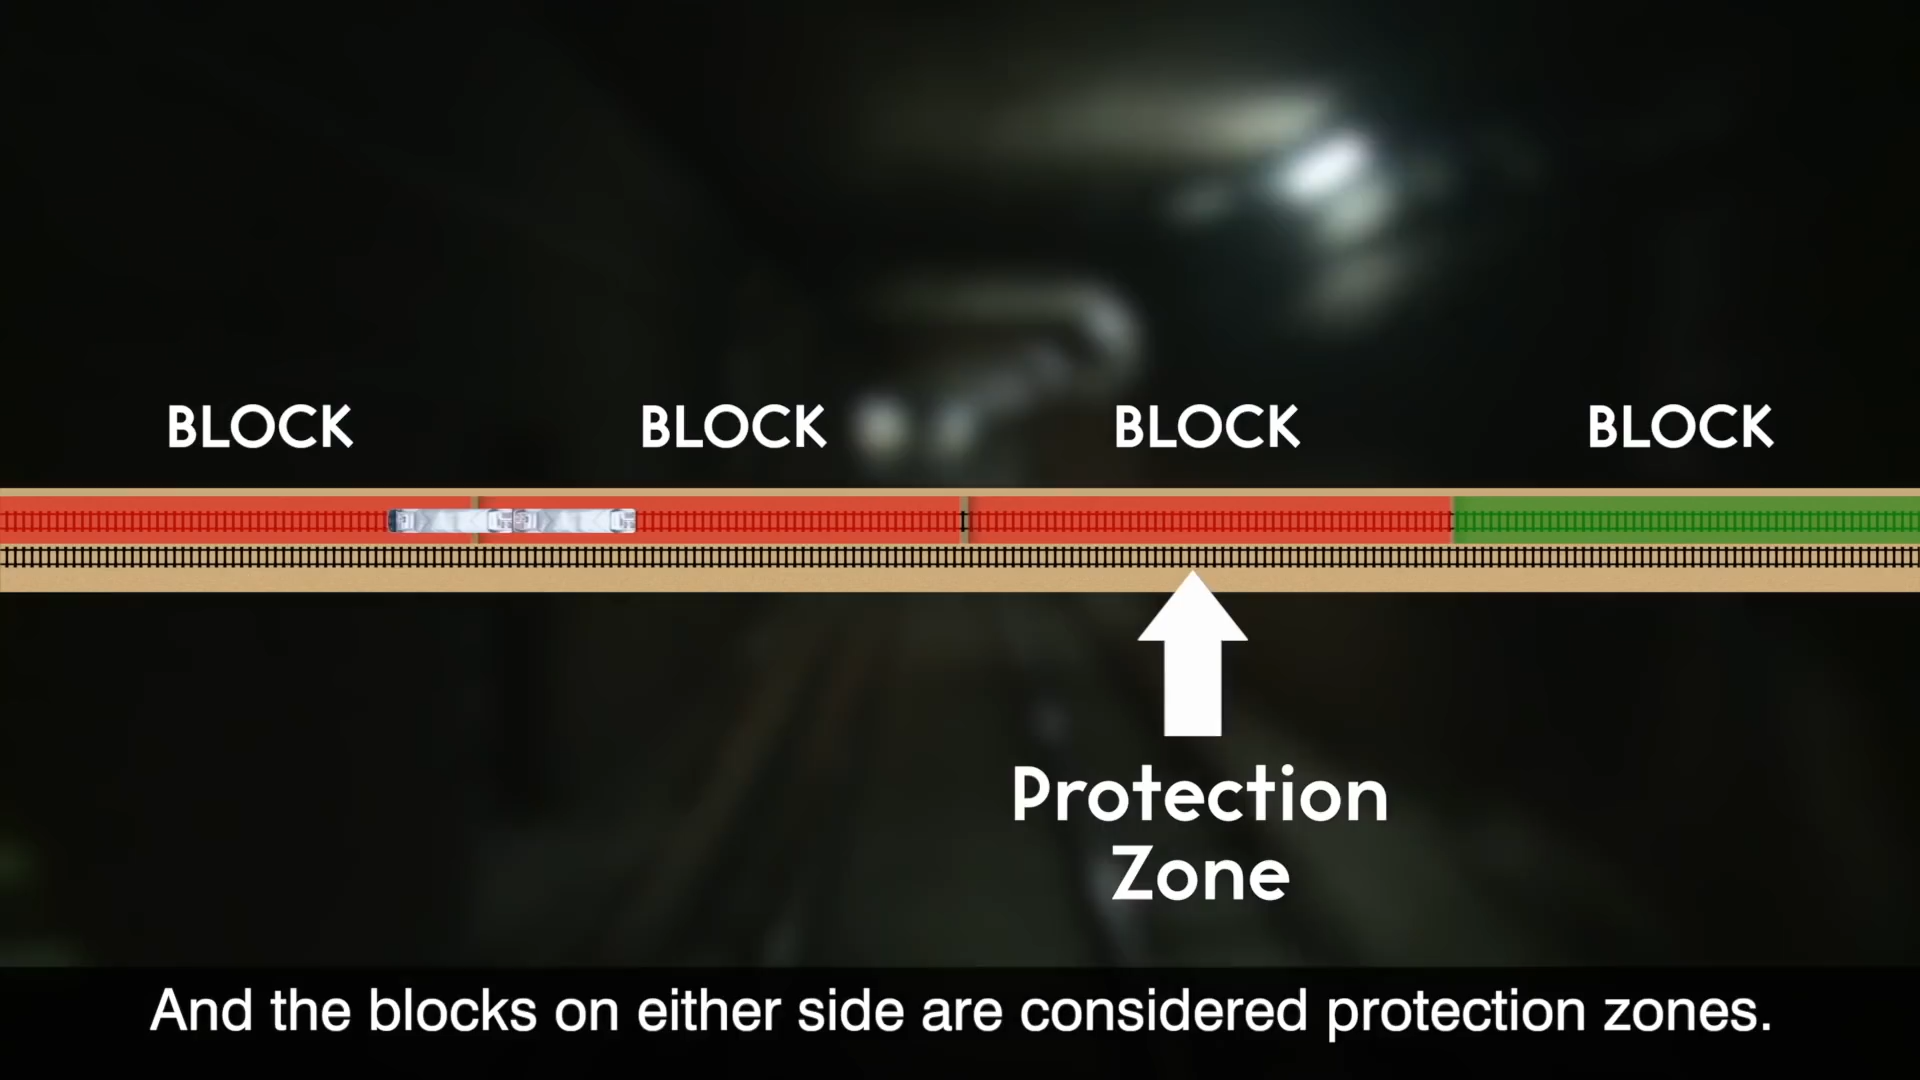 BLOCK BLOCK BLOCK BLOCK
Protection
Zone
And the blocks on either side are considered protection zones.